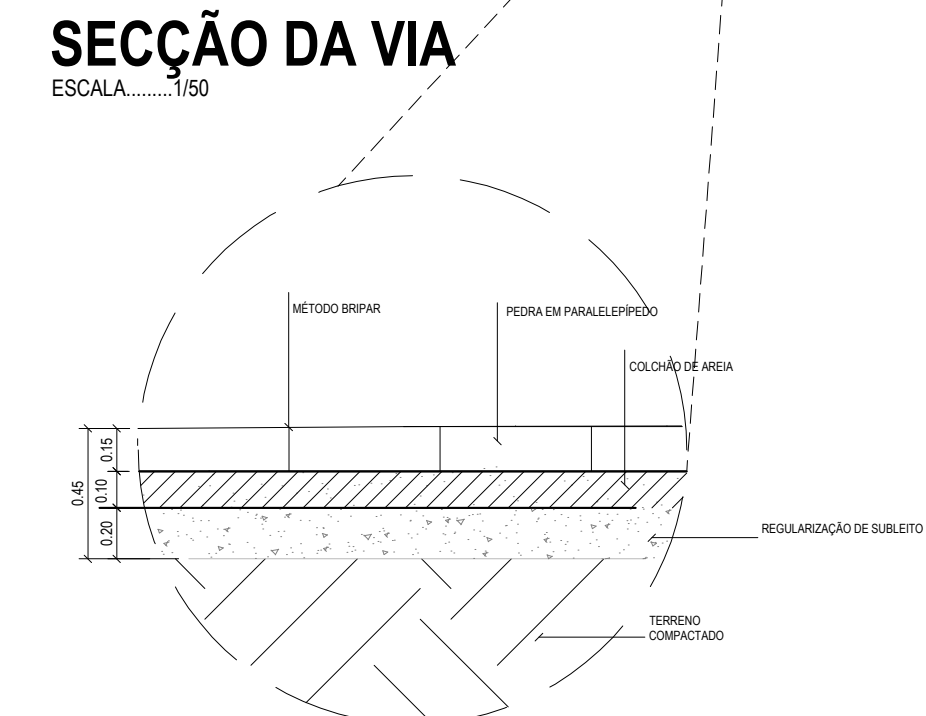 SECÇÃO DA VIA
ESCALA.........1/50
MÉTODO BRIPAR
PEDRA EM PARALELEPÍPEDO
COLCHÃO DE AREIA
0.45
0.15
0.10
0.20
REGULARIZAÇÃO DE SUBLEITO
TERRENO
COMPACTADO